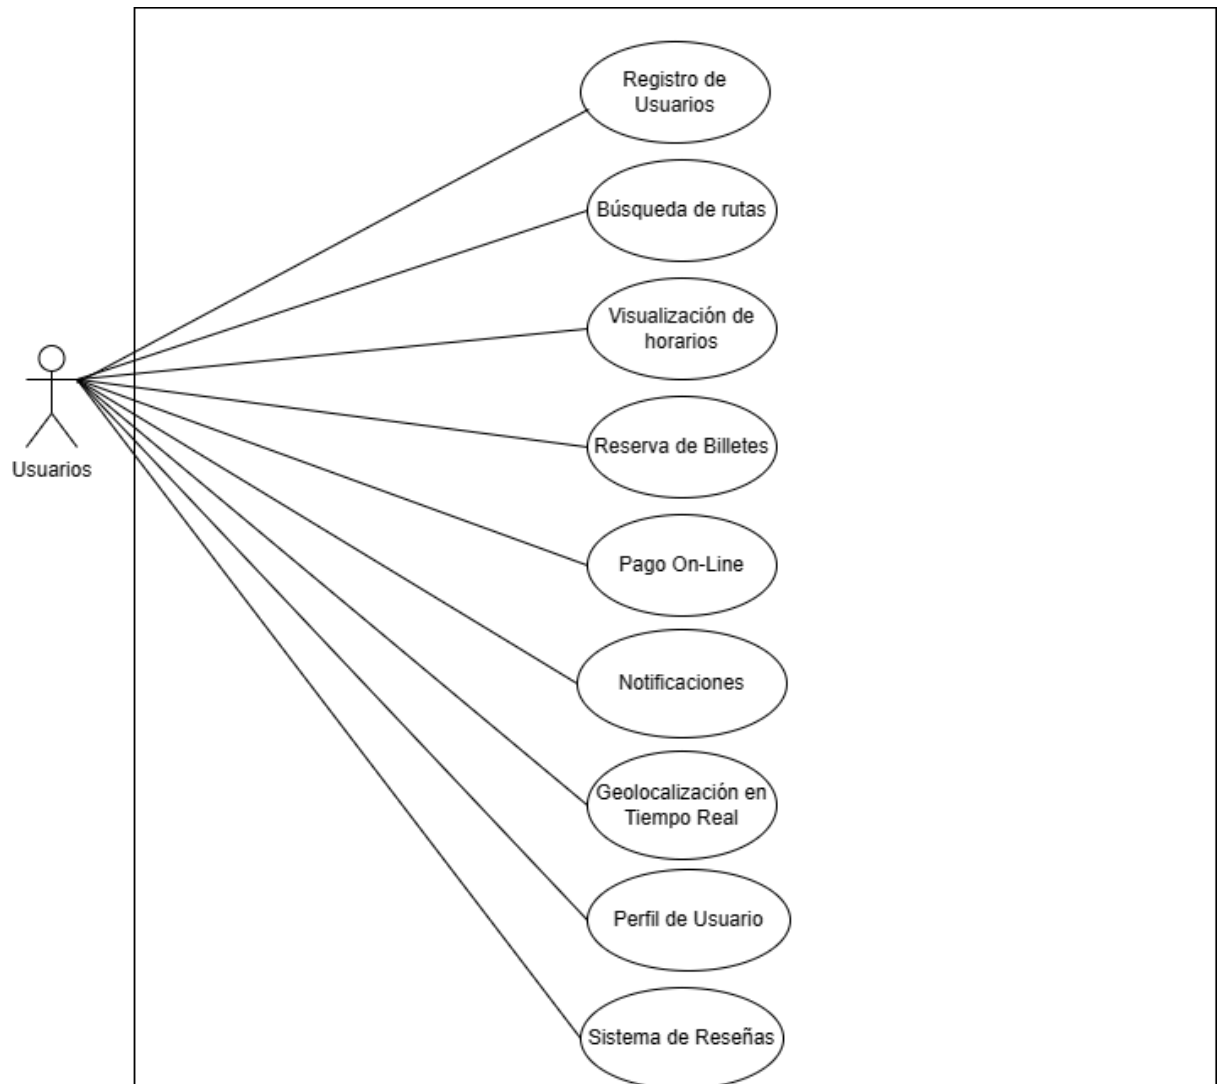 Registro de
Usuarios
Búsqueda de rutas
Visualización de
horarios
Reserva de Billetes
Usuarios
Pago On-Line
Notificaciones
Geolocalización en
Tiempo Real
Perfil de Usuario
Sistema de Reseñas